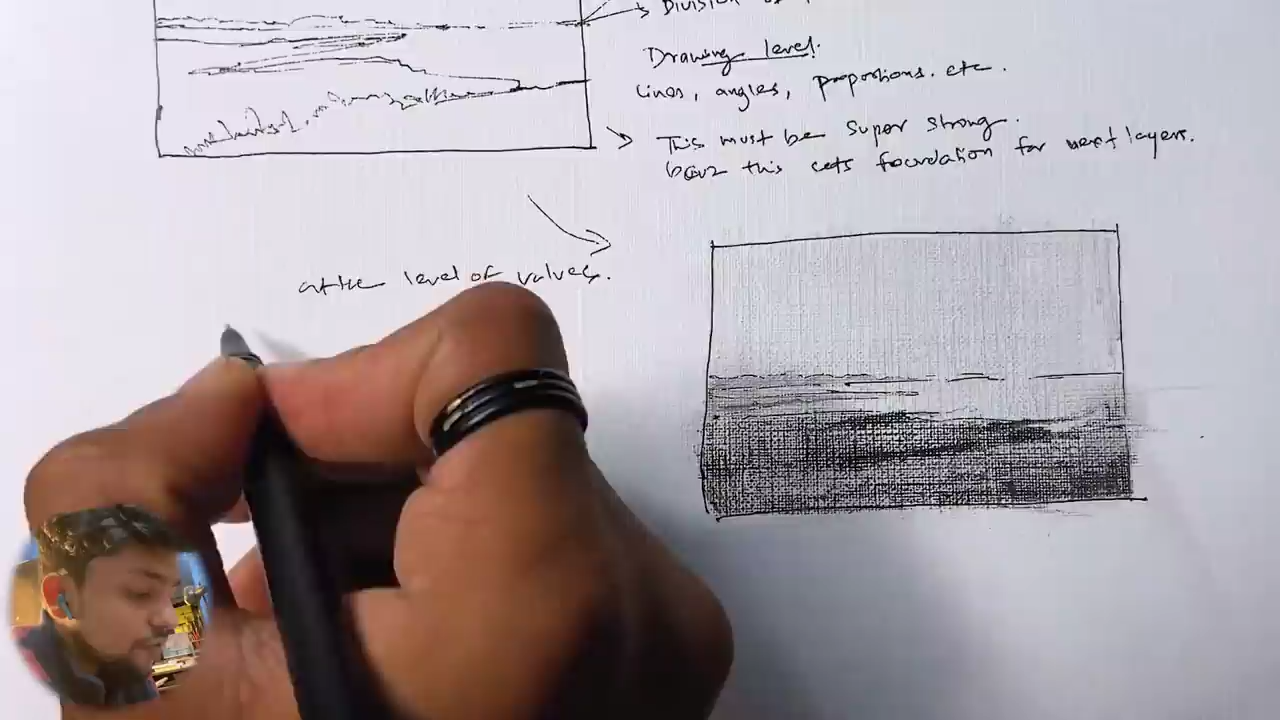 Division of
Drawing level.
Lines, angles, proportions. etc.
This must be super strong.
this sets foundation for next layers.
at the level of values.